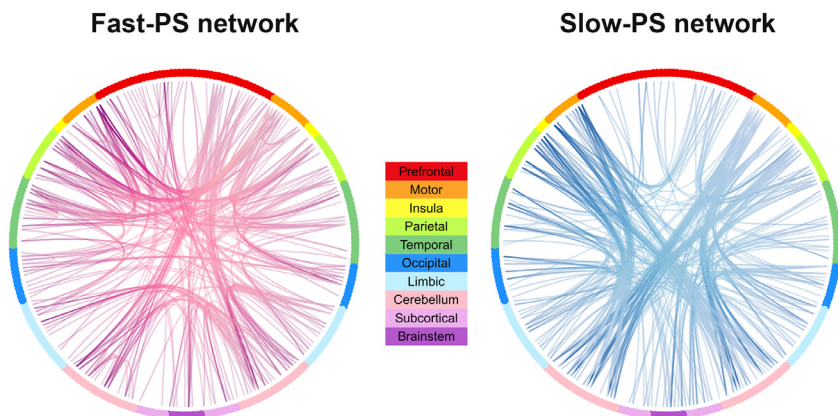 Fast-PS network
Slow-PS network
Prefrontal
Motor
Insula
Parietal
Temporal
Occipital
Limbic
Cerebellum
Subcortical
Brainstem